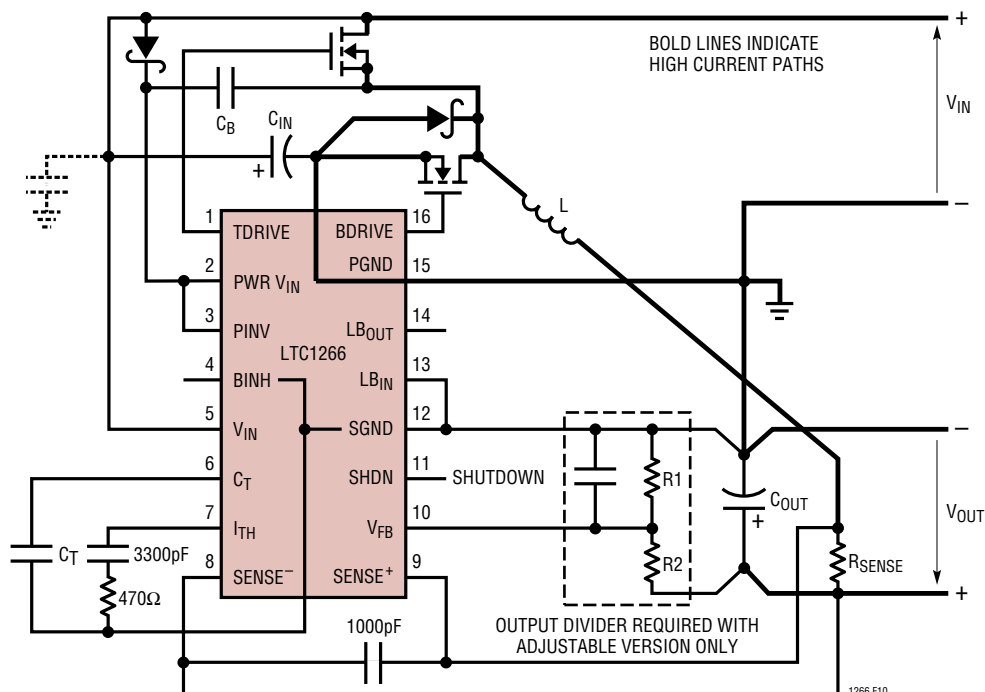 +
BOLD LINES INDICATE
HIGH CURRENT PATHS
V_IN
C_B
C_IN
+
−
L
1 TDRIVE BDRIVE 16
2 PWR V_IN PGND 15
3 PINV LB_OUT 14
LTC1266
4 BINH LB_IN 13
5 V_IN SGND 12
6 C_T SHDN 11 SHUTDOWN
7 I_TH V_FB 10
8 SENSE⁻ SENSE⁺ 9
C_T 3300pF
470Ω
1000pF
R1
R2
C_OUT
+
R_SENSE
−
V_OUT
+
OUTPUT DIVIDER REQUIRED WITH
ADJUSTABLE VERSION ONLY
1266 F10